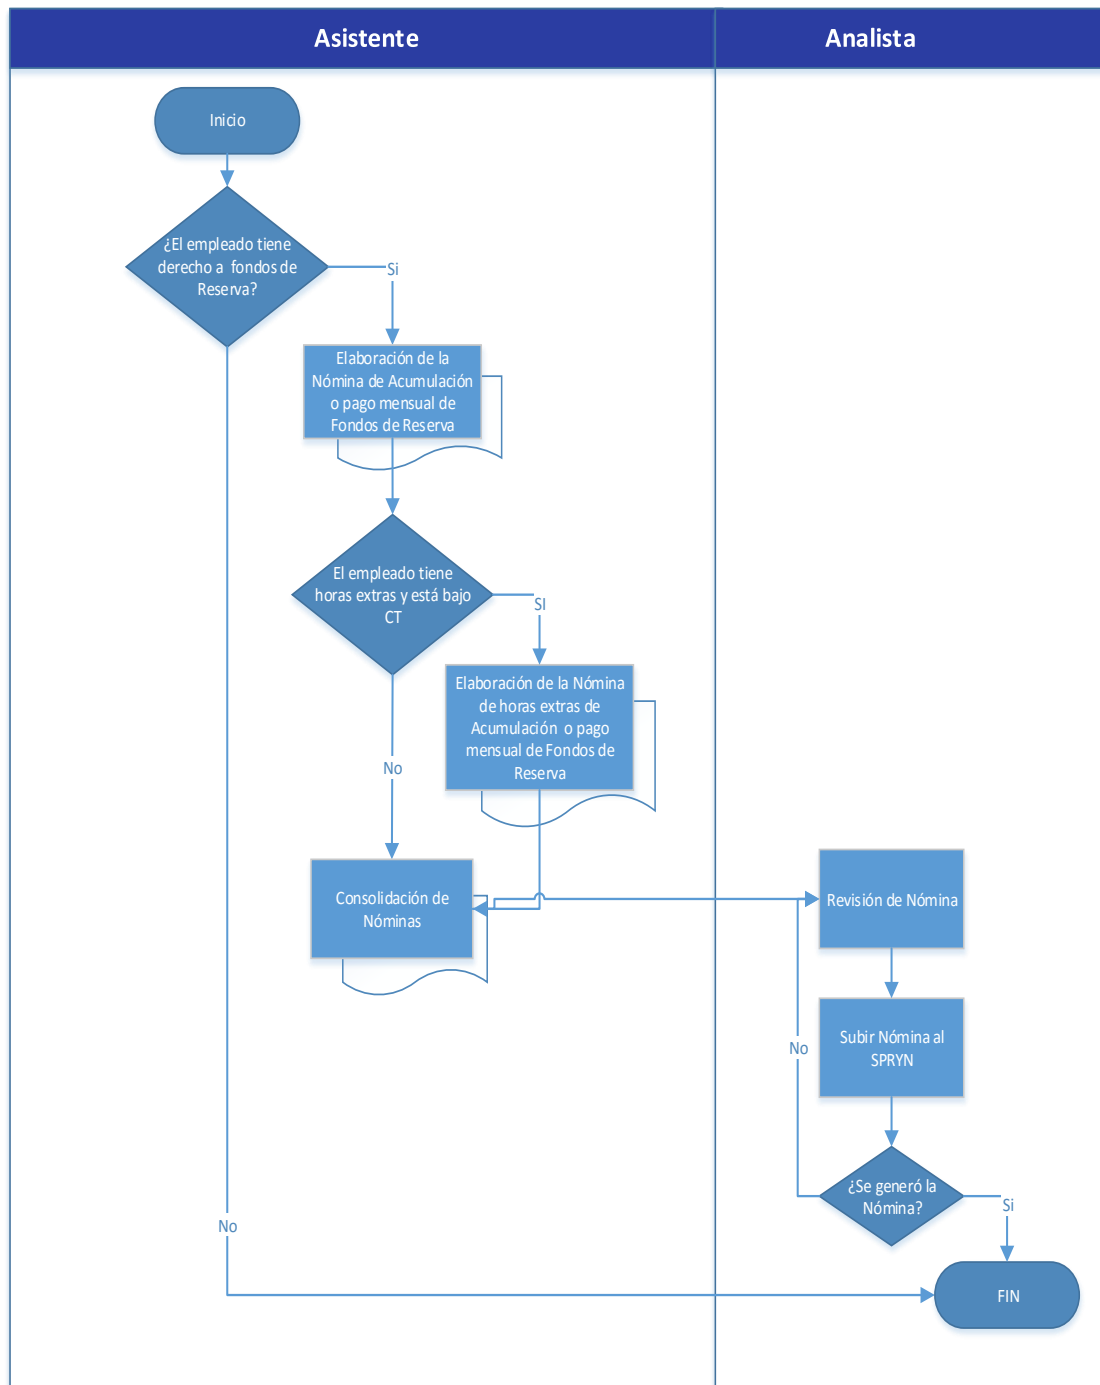 Asistente
Analista
Inicio
¿El empleado tiene
derecho a fondos de
Reserva?
Si
Elaboración de la
Nómina de Acumulación
o pago mensual de
Fondos de Reserva
El empleado tiene
horas extras y está bajo
CT
SI
Elaboración de la Nómina
de horas extras de
Acumulación o pago
mensual de Fondos de
Reserva
No
Consolidación de
Nóminas
Revisión de Nómina
Subir Nómina al
SPRYN
No
¿Se generó la
Nómina?
Si
No
FIN